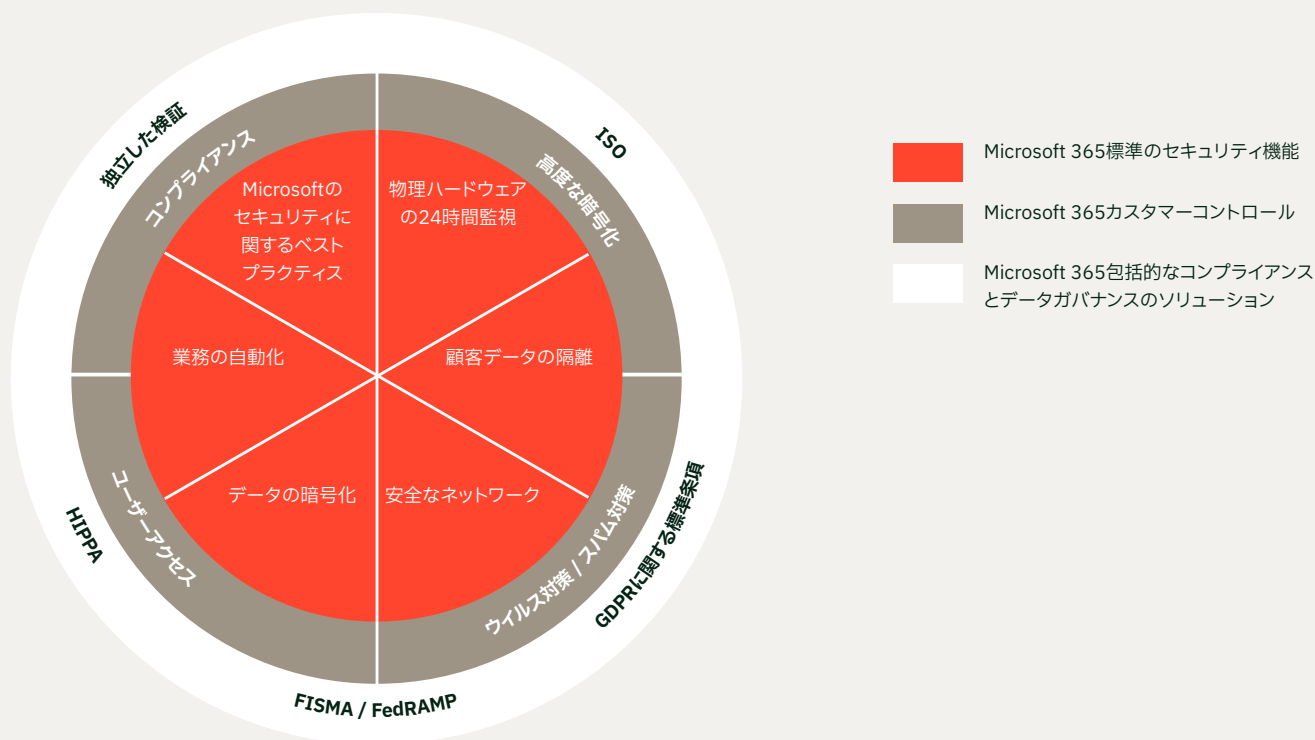 独立した検証
ISO
コンプライアンス
高度な暗号化
Microsoftの
セキュリティに
関するベスト
プラクティス
物理ハードウェア
の24時間監視
業務の自動化
顧客データの隔離
データの暗号化
安全なネットワーク
ユーザーアクセス
ウイルス対策 / スパム対策
HIPPA
GDPRに関する標準条項
FISMA / FedRAMP
Microsoft 365標準のセキュリティ機能
Microsoft 365カスタマーコントロール
Microsoft 365包括的なコンプライアンス
とデータガバナンスのソリューション